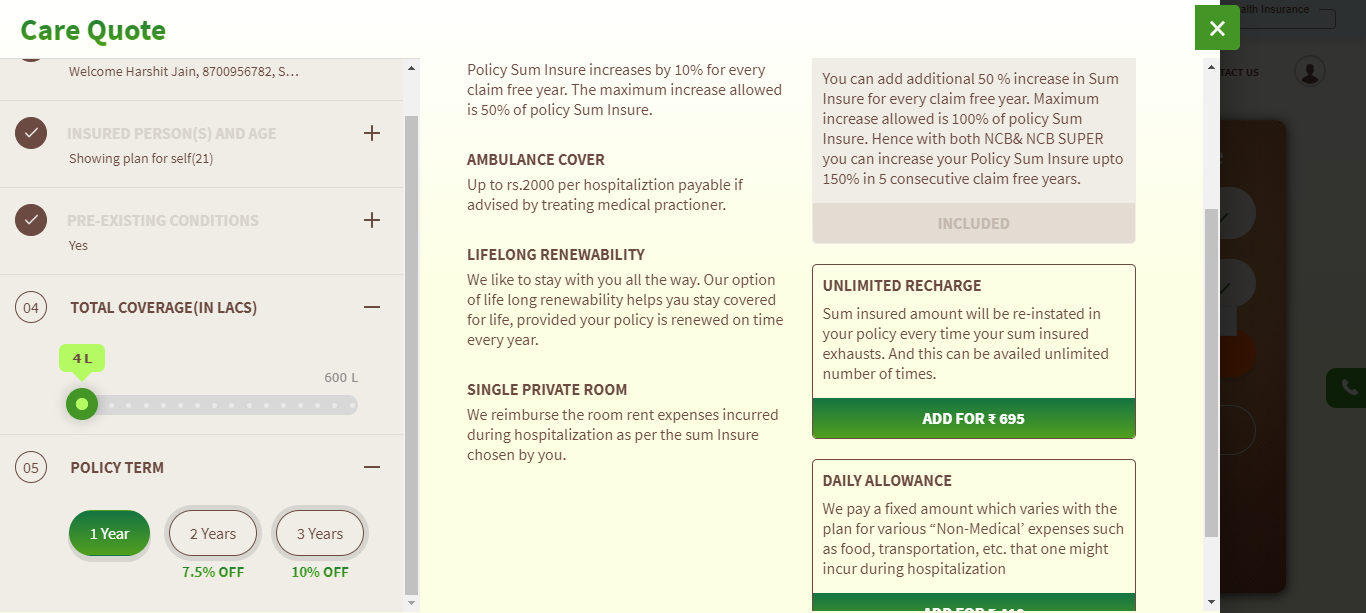 Care Quote
Health Insurance
CONTACT US
Welcome Harshit Jain, 8700956782, S...
INSURED PERSON(S) AND AGE
Showing plan for self(21)
PRE-EXISTING CONDITIONS
Yes
04
TOTAL COVERAGE(IN LACS)
4 L
600 L
05
POLICY TERM
1 Year
2 Years
3 Years
7.5% OFF
10% OFF
Policy Sum Insure increases by 10% for every
claim free year. The maximum increase allowed
is 50% of policy Sum Insure.
AMBULANCE COVER
Up to rs.2000 per hospitaliztion payable if
advised by treating medical practioner.
LIFELONG RENEWABILITY
We like to stay with you all the way. Our option
of life long renewability helps yau stay covered
for life, provided your policy is renewed on time
every year.
SINGLE PRIVATE ROOM
We reimburse the room rent expenses incurred
during hospitalization as per the sum Insure
chosen by you.
You can add additional 50 % increase in Sum
Insure for every claim free year. Maximum
increase allowed is 100% of policy Sum
Insure. Hence with both NCB& NCB SUPER
you can increase your Policy Sum Insure upto
150% in 5 consecutive claim free years.
INCLUDED
UNLIMITED RECHARGE
Sum insured amount will be re-instated in
your policy every time your sum insured
exhausts. And this can be availed unlimited
number of times.
ADD FOR ₹ 695
DAILY ALLOWANCE
We pay a fixed amount which varies with the
plan for various “Non-Medical’ expenses such
as food, transportation, etc. that one might
incur during hospitalization
ADD FOR ₹